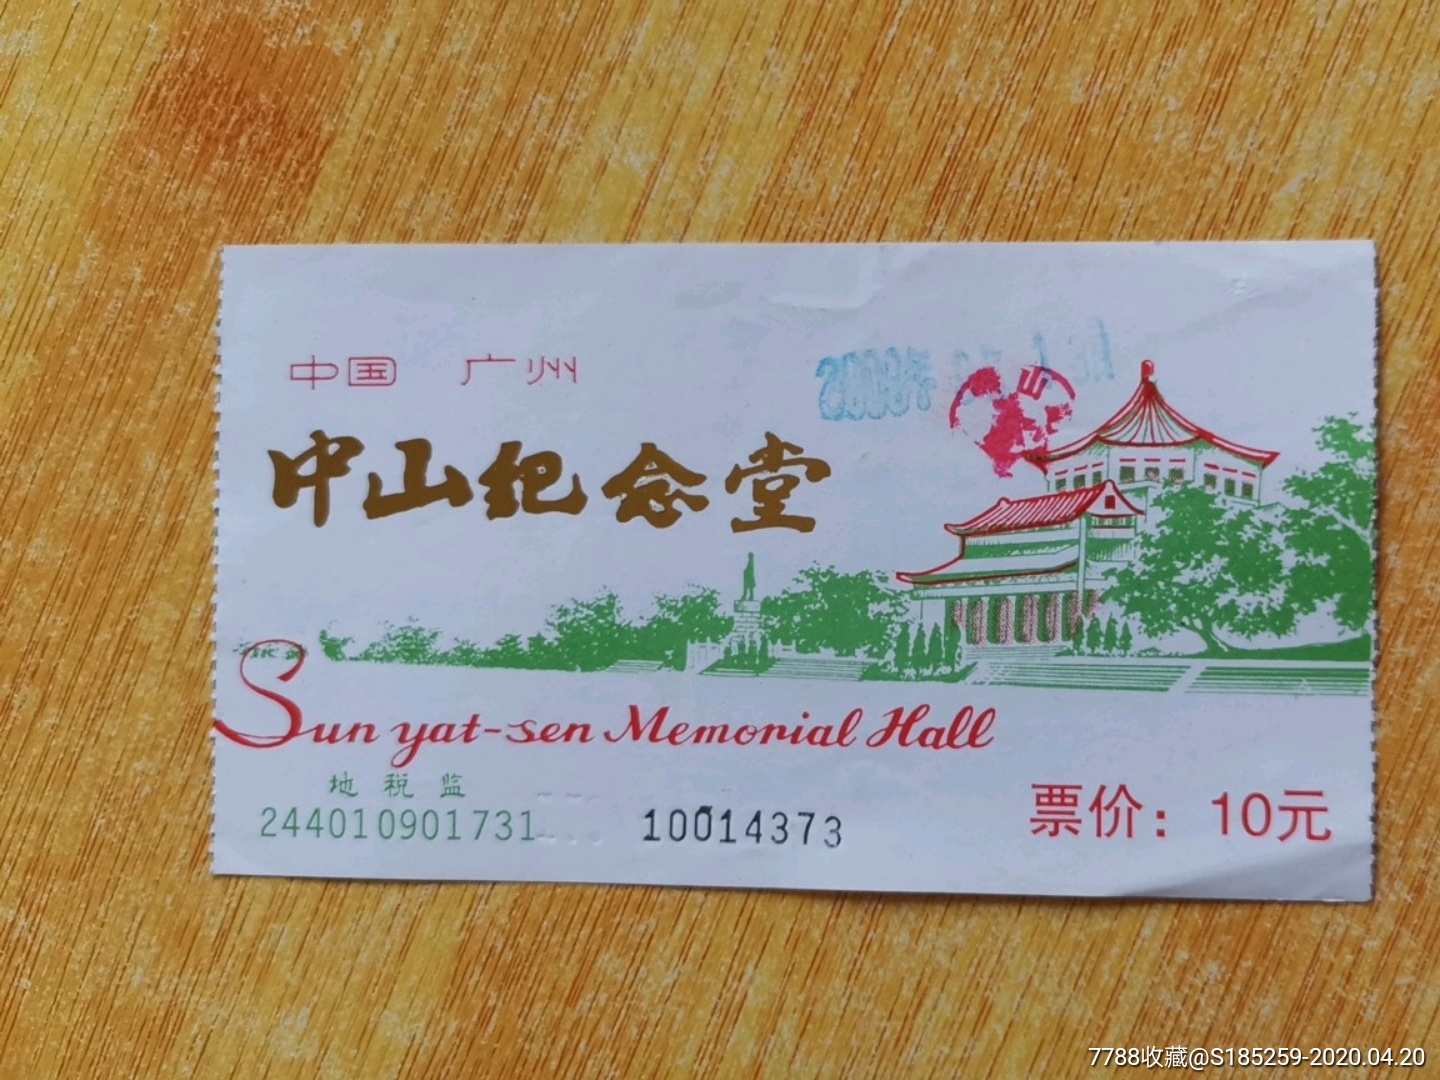 中国 广州
中山纪念堂
Sun yat-sen Memorial Hall
地税监
244010901731
10014373
票价：10元
7788收藏@S185259-2020.04.20